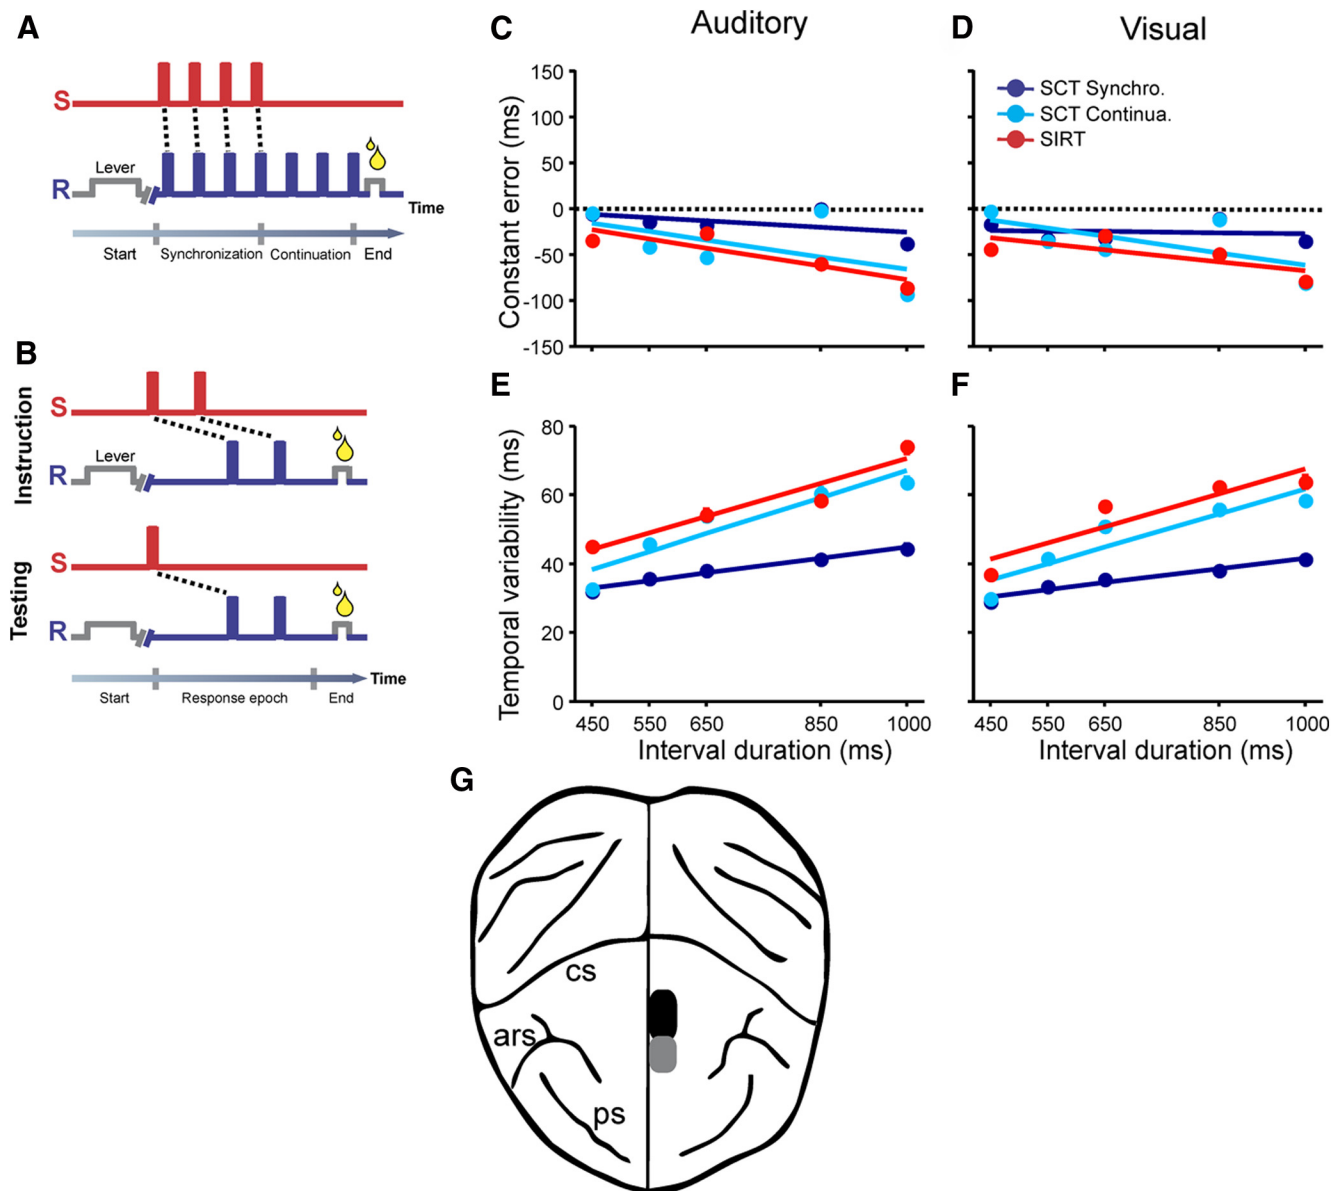 A
S
Lever
R
Time
Start Synchronization Continuation End
B
Instruction
S
Lever
R
Testing
S
R
Time
Start Response epoch End
C
Auditory
Constant error (ms)
150
100
50
0
-50
-100
-150
D
Visual
SCT Synchro.
SCT Continua.
SIRT
E
Temporal variability (ms)
80
60
40
20
0
450 550 650 850 1000
Interval duration (ms)
F
450 550 650 850 1000
Interval duration (ms)
G
cs
ars
ps